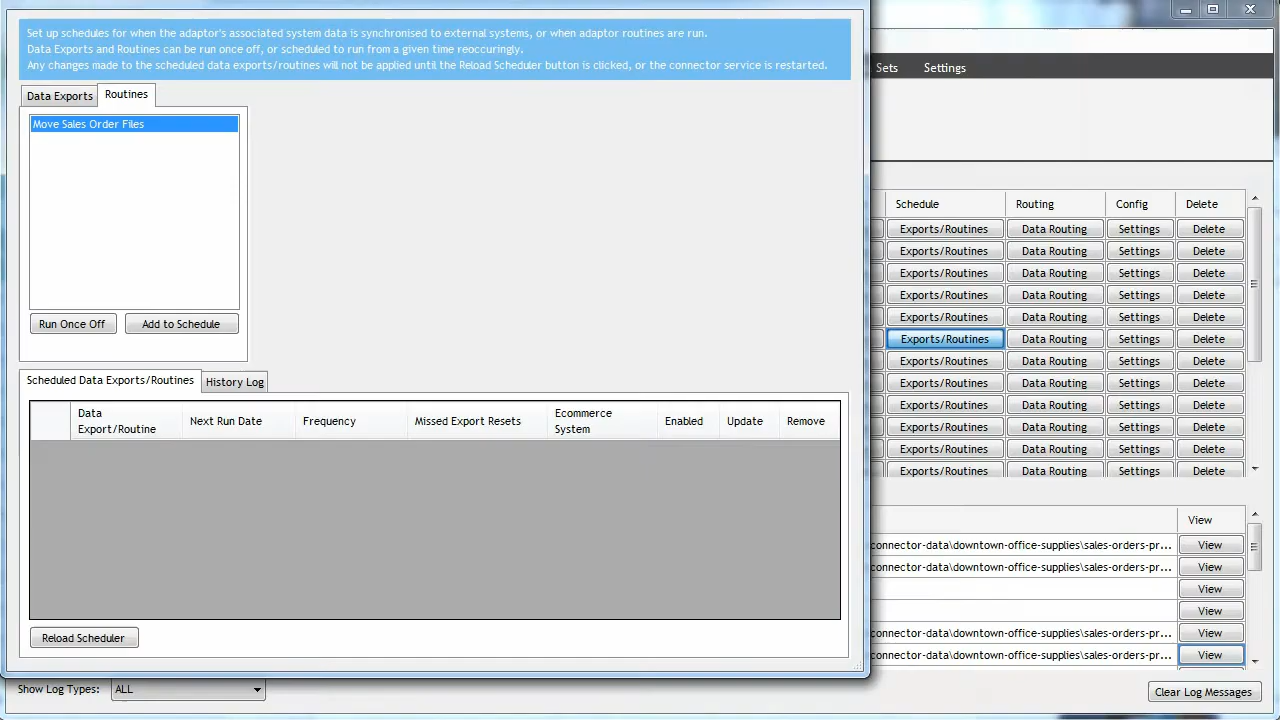 Set up schedules for when the adaptor's associated system data is synchronised to external systems, or when adaptor routines are run.
Data Exports and Routines can be run once off, or scheduled to run from a given time reoccuringly.
Any changes made to the scheduled data exports/routines will not be applied until the Reload Scheduler button is clicked, or the connector service is restarted.
Sets Settings
Data Exports Routines
Move Sales Order Files
Run Once Off Add to Schedule
Scheduled Data Exports/Routines History Log
Data Export/Routine Next Run Date Frequency Missed Export Resets Ecommerce System Enabled Update Remove
Reload Scheduler
Schedule Routing Config Delete
Exports/Routines Data Routing Settings Delete
Exports/Routines Data Routing Settings Delete
Exports/Routines Data Routing Settings Delete
Exports/Routines Data Routing Settings Delete
Exports/Routines Data Routing Settings Delete
Exports/Routines Data Routing Settings Delete
Exports/Routines Data Routing Settings Delete
Exports/Routines Data Routing Settings Delete
Exports/Routines Data Routing Settings Delete
Exports/Routines Data Routing Settings Delete
Exports/Routines Data Routing Settings Delete
Exports/Routines Data Routing Settings Delete
View
connector-data\downtown-office-supplies\sales-orders-pr... View
connector-data\downtown-office-supplies\sales-orders-pr... View
View
View
connector-data\downtown-office-supplies\sales-orders-pr... View
connector-data\downtown-office-supplies\sales-orders-pr... View
Show Log Types: ALL
Clear Log Messages